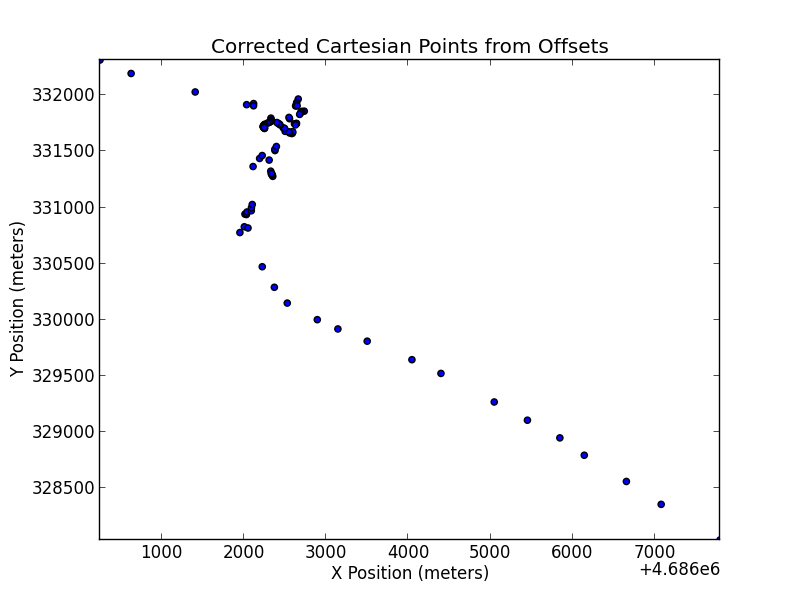 Corrected Cartesian Points from Offsets
332000
331500
331000
330500
330000
329500
329000
328500
Y Position (meters)
1000 2000 3000 4000 5000 6000 7000
X Position (meters)
+4.686e6